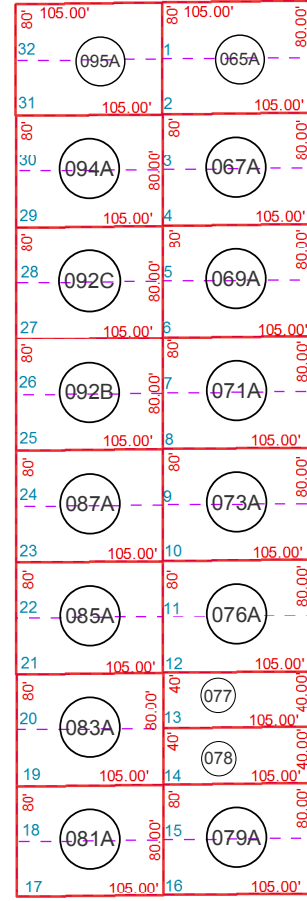 80' 105.00' 80' 105.00' 80.00'
32 095A 1 065A
31 2 105.00'
80' 80'
30 094A 80.00' 3 067A 80.00'
29 105.00' 4 105.00'
80' 80'
28 092C 80.00' 5 069A 80.00'
27 105.00' 6 105.00'
80' 80'
26 092B 80.00' 7 071A 80.00'
25 105.00' 8 105.00'
80' 80'
24 087A 9 073A 80.00'
23 105.00' 10 105.00'
80' 80'
22 085A 11 076A 80.00'
21 105.00' 12 105.00'
80' 40' 077 40.00'
20 083A 80.00' 13 105.00'
40' 078 40.00'
19 105.00' 14 105.00'
80' 80'
18 081A 80.00' 15 079A 80.00'
17 105.00' 16 105.00'